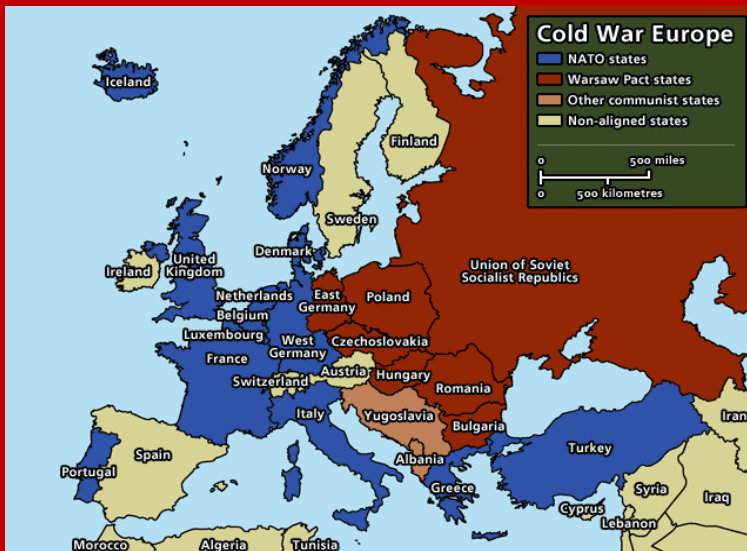 Cold War Europe
NATO states
Warsaw Pact states
Other communist states
Non-aligned states
0 500 miles
0 500 kilometres
Iceland
Finland
Norway
Sweden
Denmark
United
Kingdom
Ireland
Union of Soviet
Socialist Republics
Netherlands
East
Germany
Poland
Belgium
Luxembourg
Czechoslovakia
West
Germany
France
Austria
Hungary
Switzerland
Romania
Italy
Yugoslavia
Bulgaria
Iran
Turkey
Spain
Albania
Portugal
Greece
Syria
Iraq
Cyprus
Lebanon
Morocco
Algeria
Tunisia